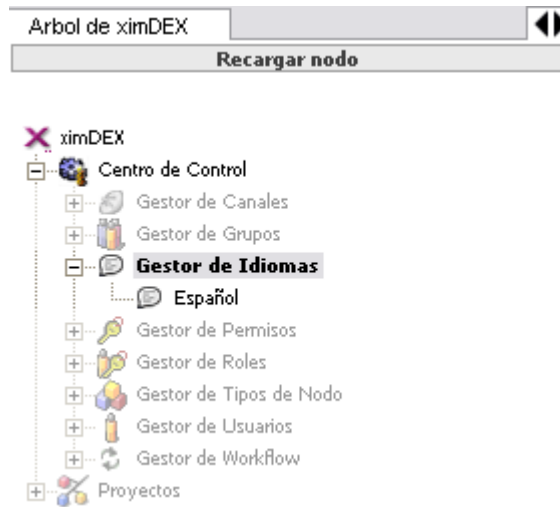 Arbol de ximDEX
Recargar nodo
ximDEX
Centro de Control
Gestor de Canales
Gestor de Grupos
Gestor de Idiomas
Español
Gestor de Permisos
Gestor de Roles
Gestor de Tipos de Nodo
Gestor de Usuarios
Gestor de Workflow
Proyectos